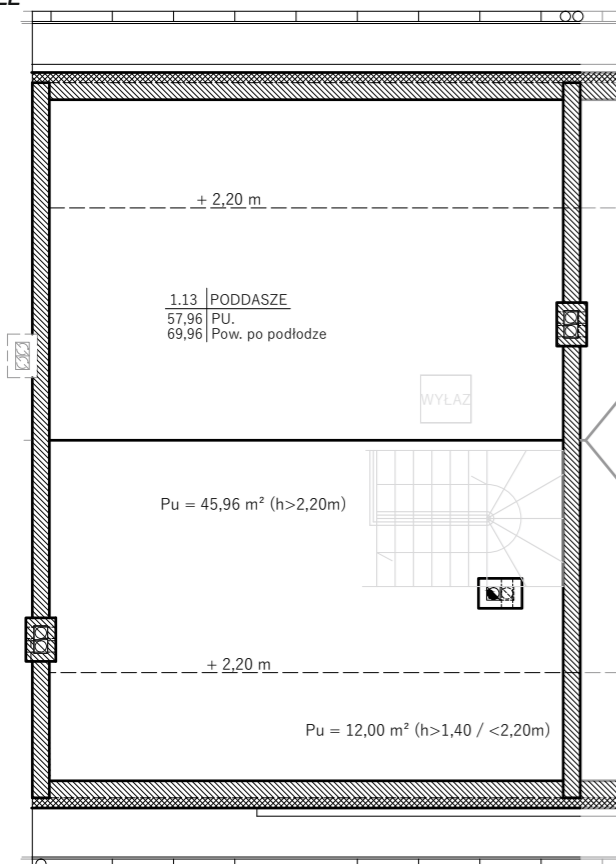 + 2,20 m
1.13 PODDASZE
57,96 PU.
69,96 Pow. po podłodze
WYŁAZ
Pu = 45,96 m² (h>2,20m)
+ 2,20 m
Pu = 12,00 m² (h>1,40 / <2,20m)